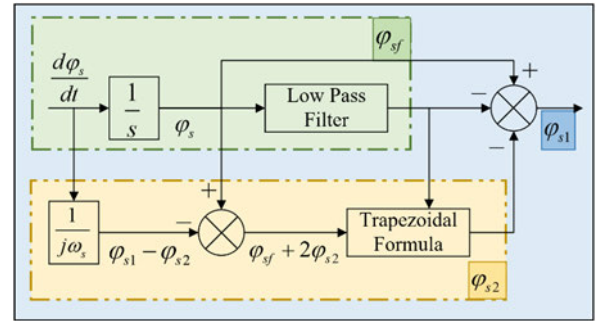 φsf
dφs
dt
1
s
φs
Low Pass
Filter
+
−
φs1
−
+
−
1
jωs
φs1 − φs2
φsf + 2φs2
Trapezoidal
Formula
φs2